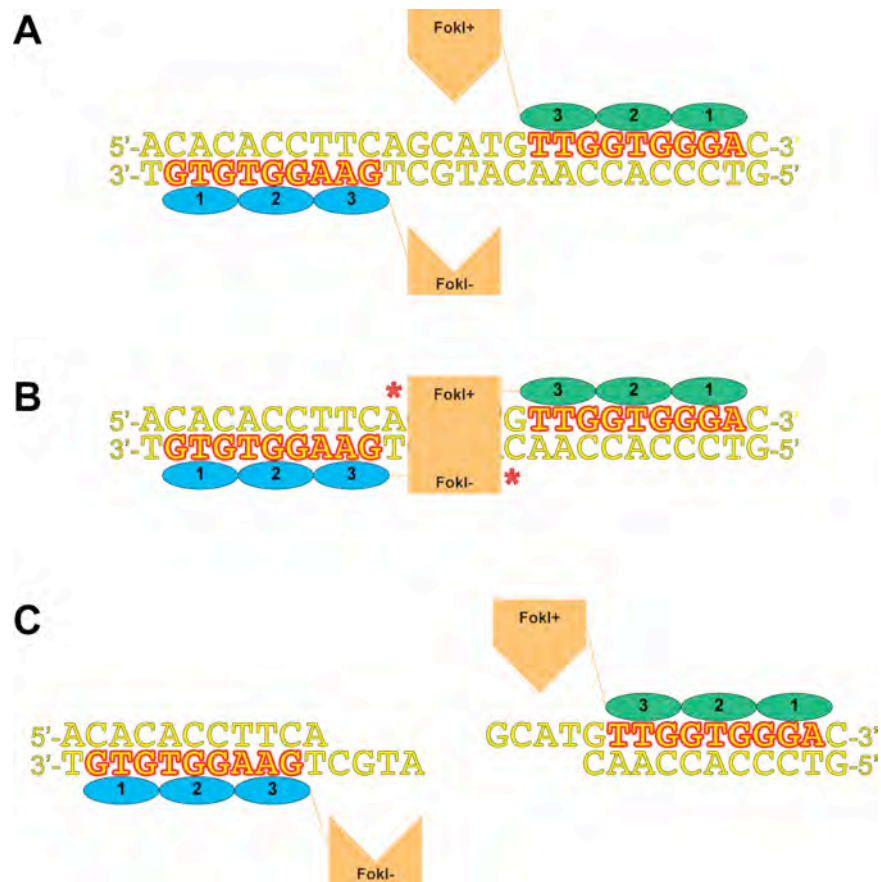 A
FokI+
3 2 1
5'-ACACACCTTCAGCATGTTGGTGGGAC-3'
3'-TGTGTGGAAGTCGTACAACCACCCTG-5'
1 2 3
FokI-
B
* FokI+ 3 2 1
5'-ACACACCTTCA GTTGGTGGGAC-3'
3'-TGTGTGGAAGT CAACCACCCTG-5'
1 2 3 FokI- *
C
FokI+
3 2 1
5'-ACACACCTTCA GCATGTTGGTGGGAC-3'
3'-TGTGTGGAAGTCGTA CAACCACCCTG-5'
1 2 3
FokI-